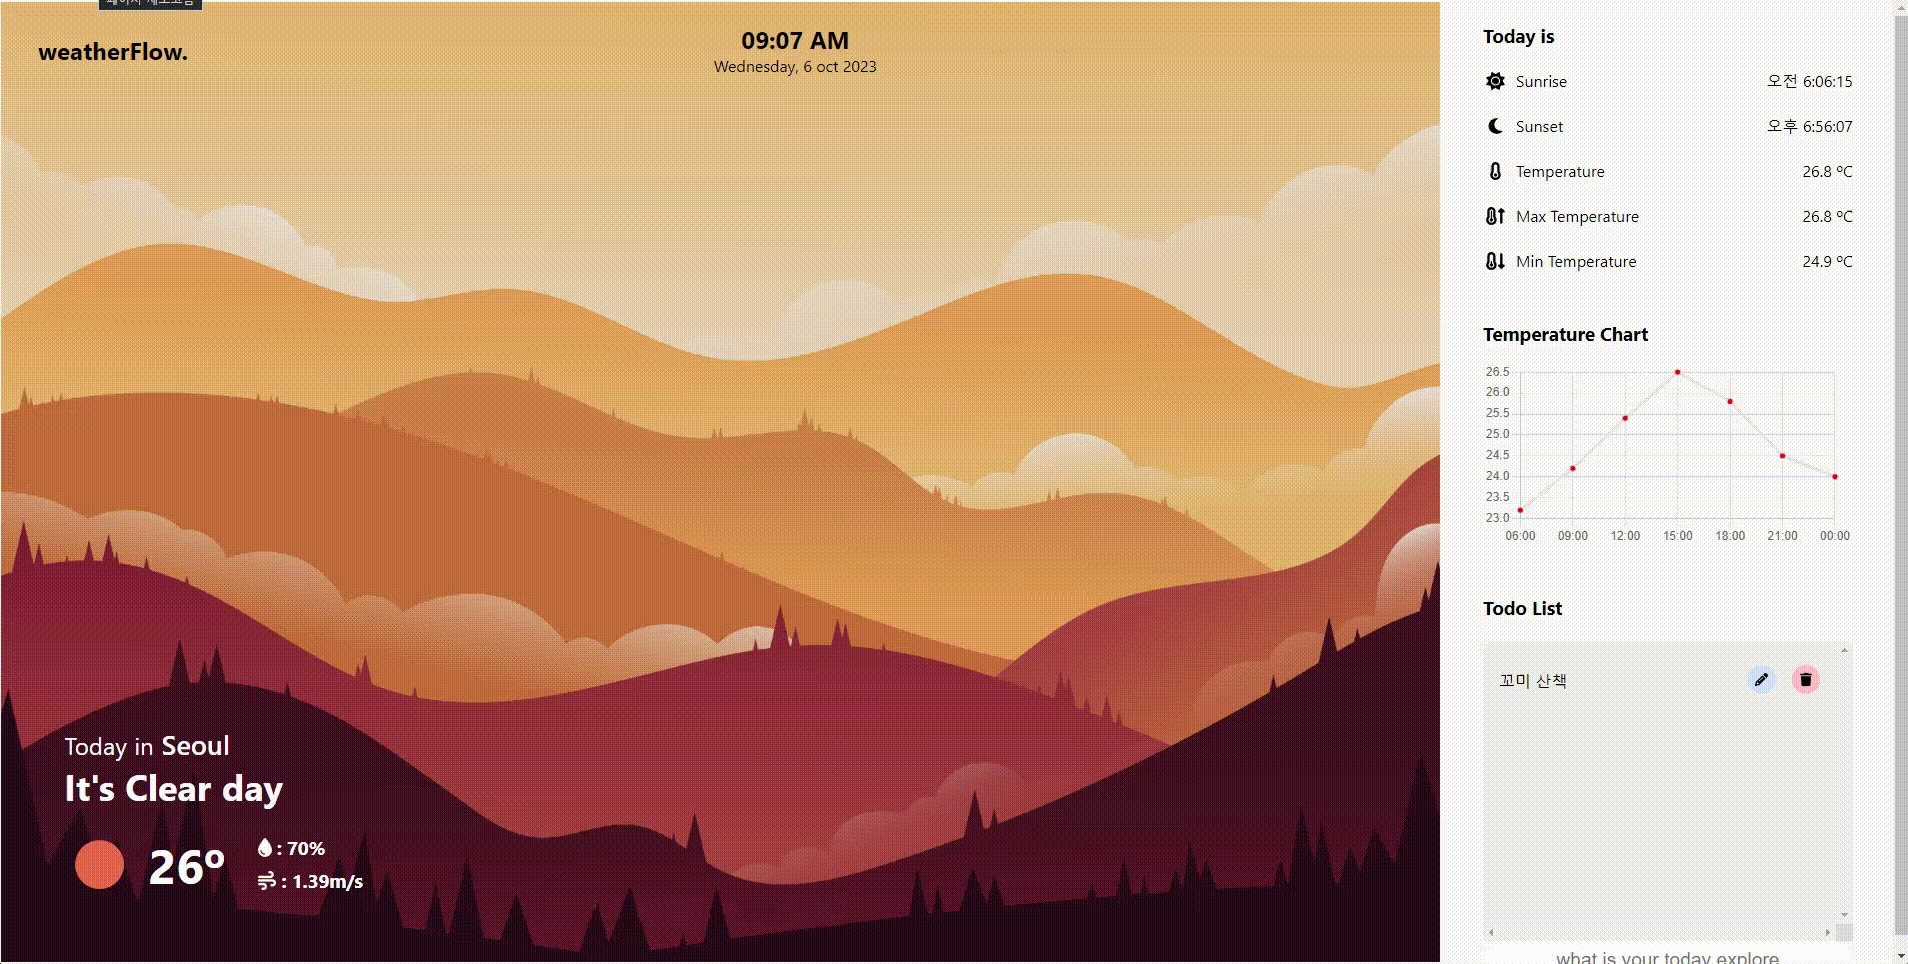 weatherFlow.
09:07 AM
Wednesday, 6 oct 2023
Today in Seoul
It's Clear day
26º
: 70%
: 1.39m/s
Today is
Sunrise 오전 6:06:15
Sunset 오후 6:56:07
Temperature 26.8 ºC
Max Temperature 26.8 ºC
Min Temperature 24.9 ºC
Temperature Chart
26.5
26.0
25.5
25.0
24.5
24.0
23.5
23.0
06:00 09:00 12:00 15:00 18:00 21:00 00:00
Todo List
꼬미 산책
what is your today explore